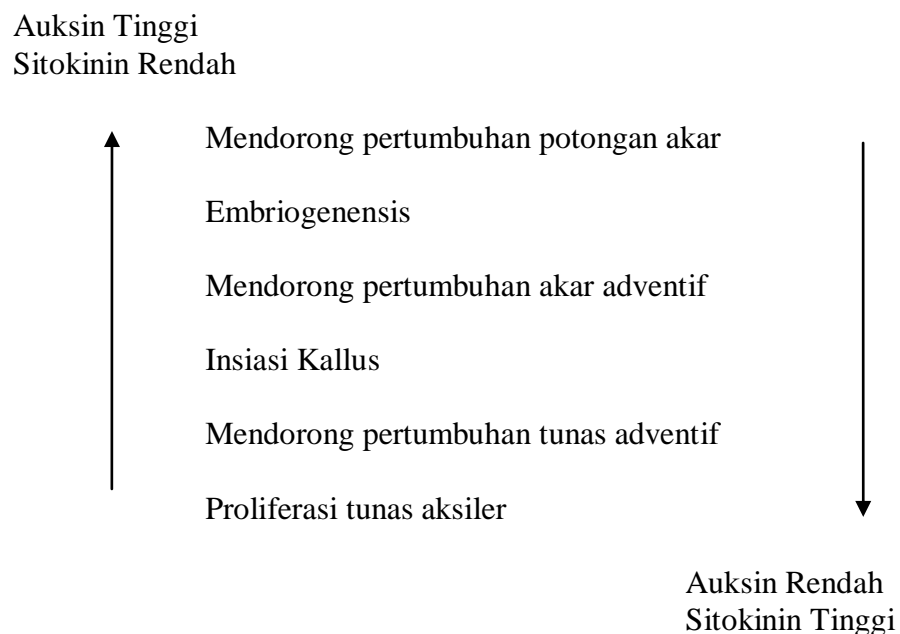 Auksin Tinggi
Sitokinin Rendah
Mendorong pertumbuhan potongan akar
Embriogenensis
Mendorong pertumbuhan akar adventif
Insiasi Kallus
Mendorong pertumbuhan tunas adventif
Proliferasi tunas aksiler
Auksin Rendah
Sitokinin Tinggi